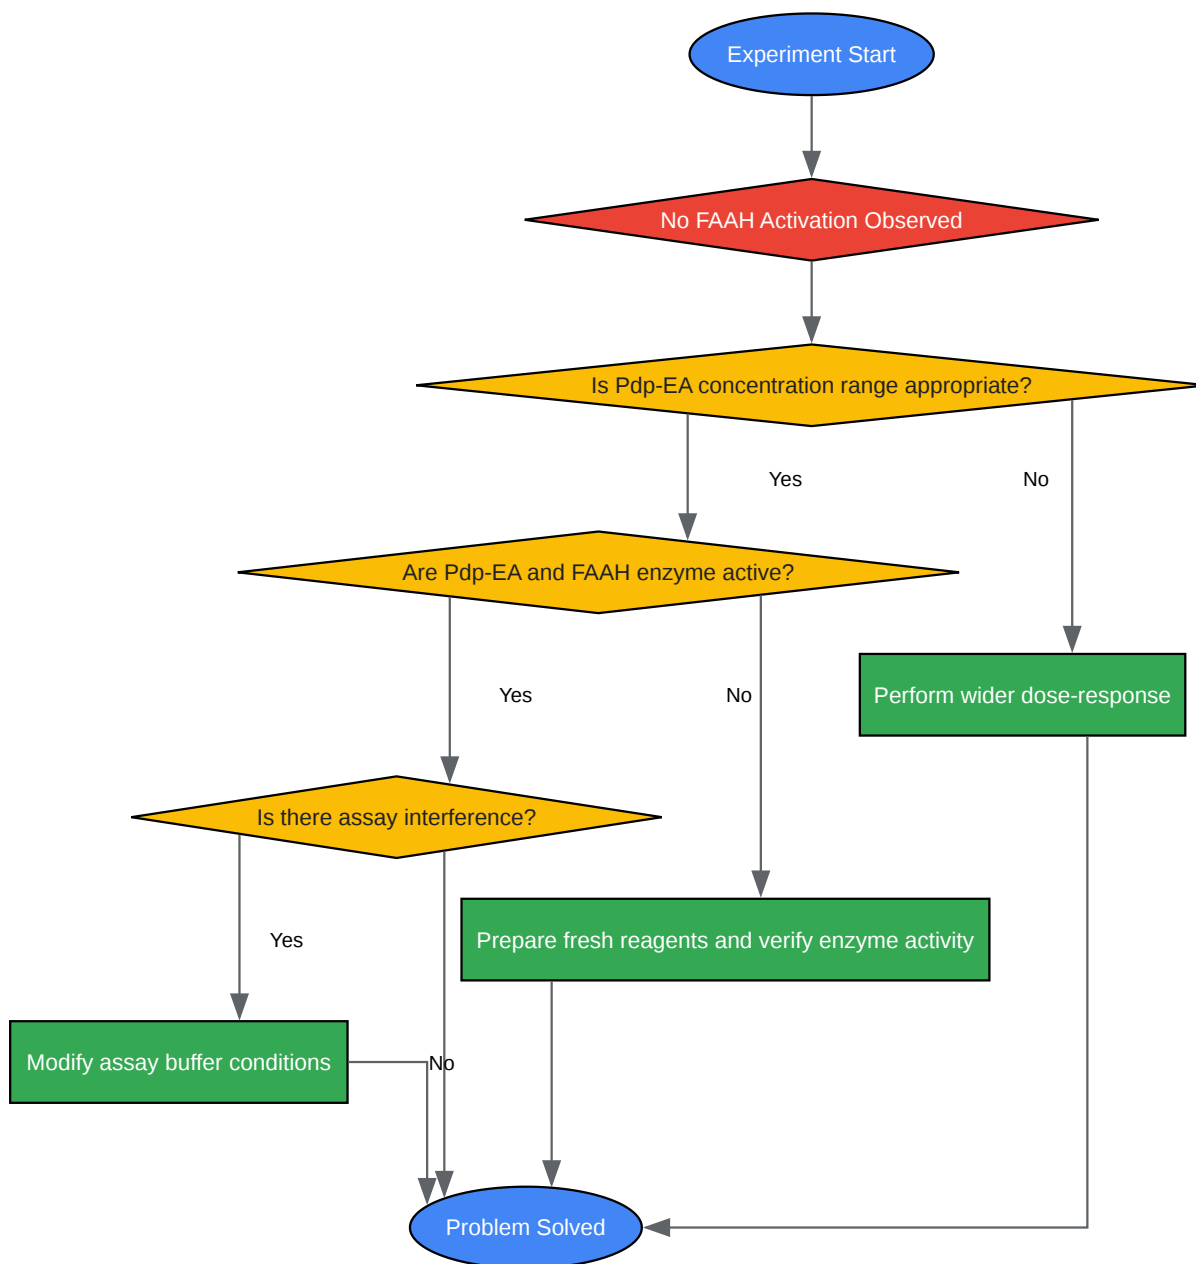 Experiment Start
No FAAH Activation Observed
Is Pdp-EA concentration range appropriate?
Yes
No
Are Pdp-EA and FAAH enzyme active?
Yes
No
Perform wider dose-response
Is there assay interference?
Yes
Prepare fresh reagents and verify enzyme activity
Modify assay buffer conditions
No
Problem Solved